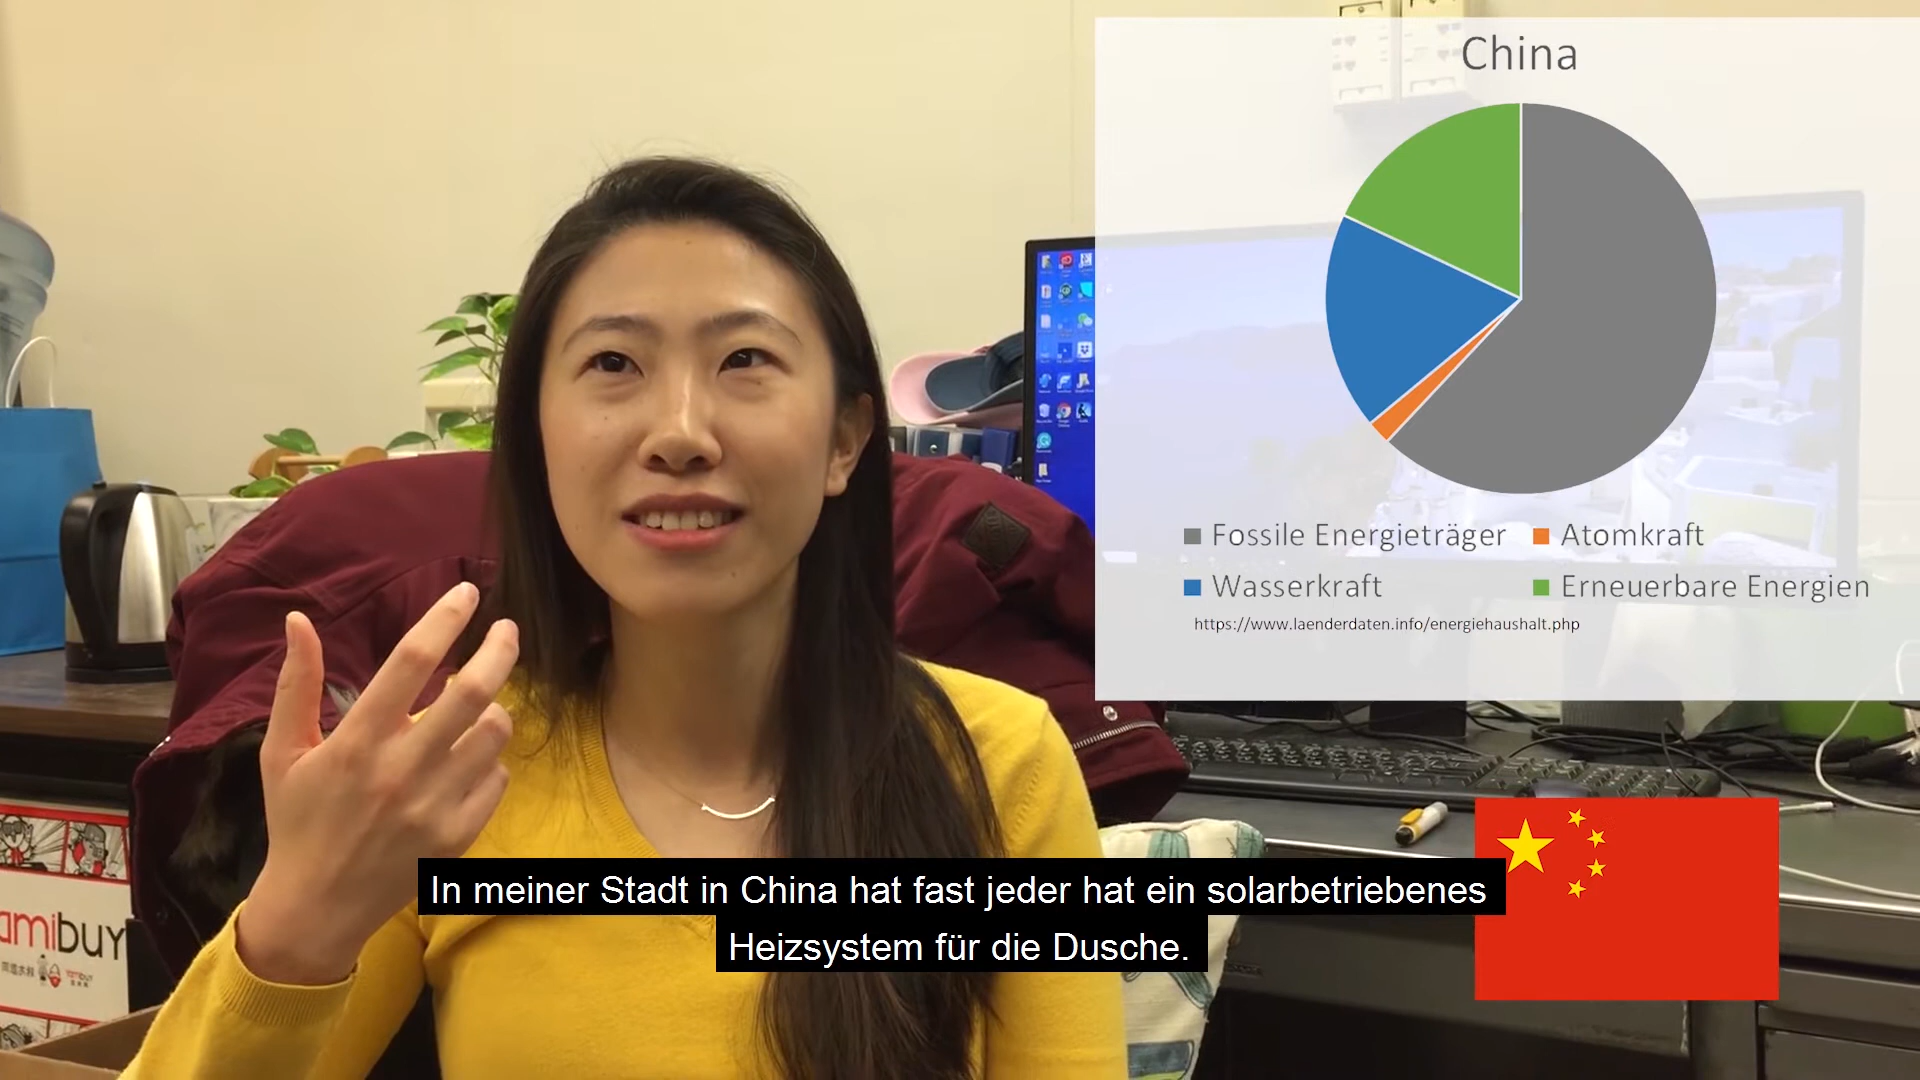 China
Fossile Energieträger
Atomkraft
Wasserkraft
Erneuerbare Energien
https://www.laenderdaten.info/energiehaushalt.php
amibuy
In meiner Stadt in China hat fast jeder hat ein solarbetriebenes
Heizsystem für die Dusche.